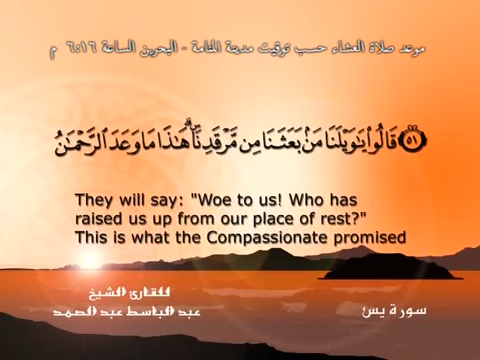 موعد صلاة العشاء حسب توقيت مدينة المنامة - البحرين الساعة ٦:١٦ م
٥١ قَالُوا۟ يَٰوَيْلَنَا مَنۢ بَعَثَنَا مِن مَّرْقَدِنَا ۜ ۗ هَٰذَا مَا وَعَدَ ٱلرَّحْمَٰنُ
They will say: "Woe to us! Who has
raised us up from our place of rest?"
This is what the Compassionate promised
للقارئ الشيخ
عبد الباسط عبد الصمد
سورة يس